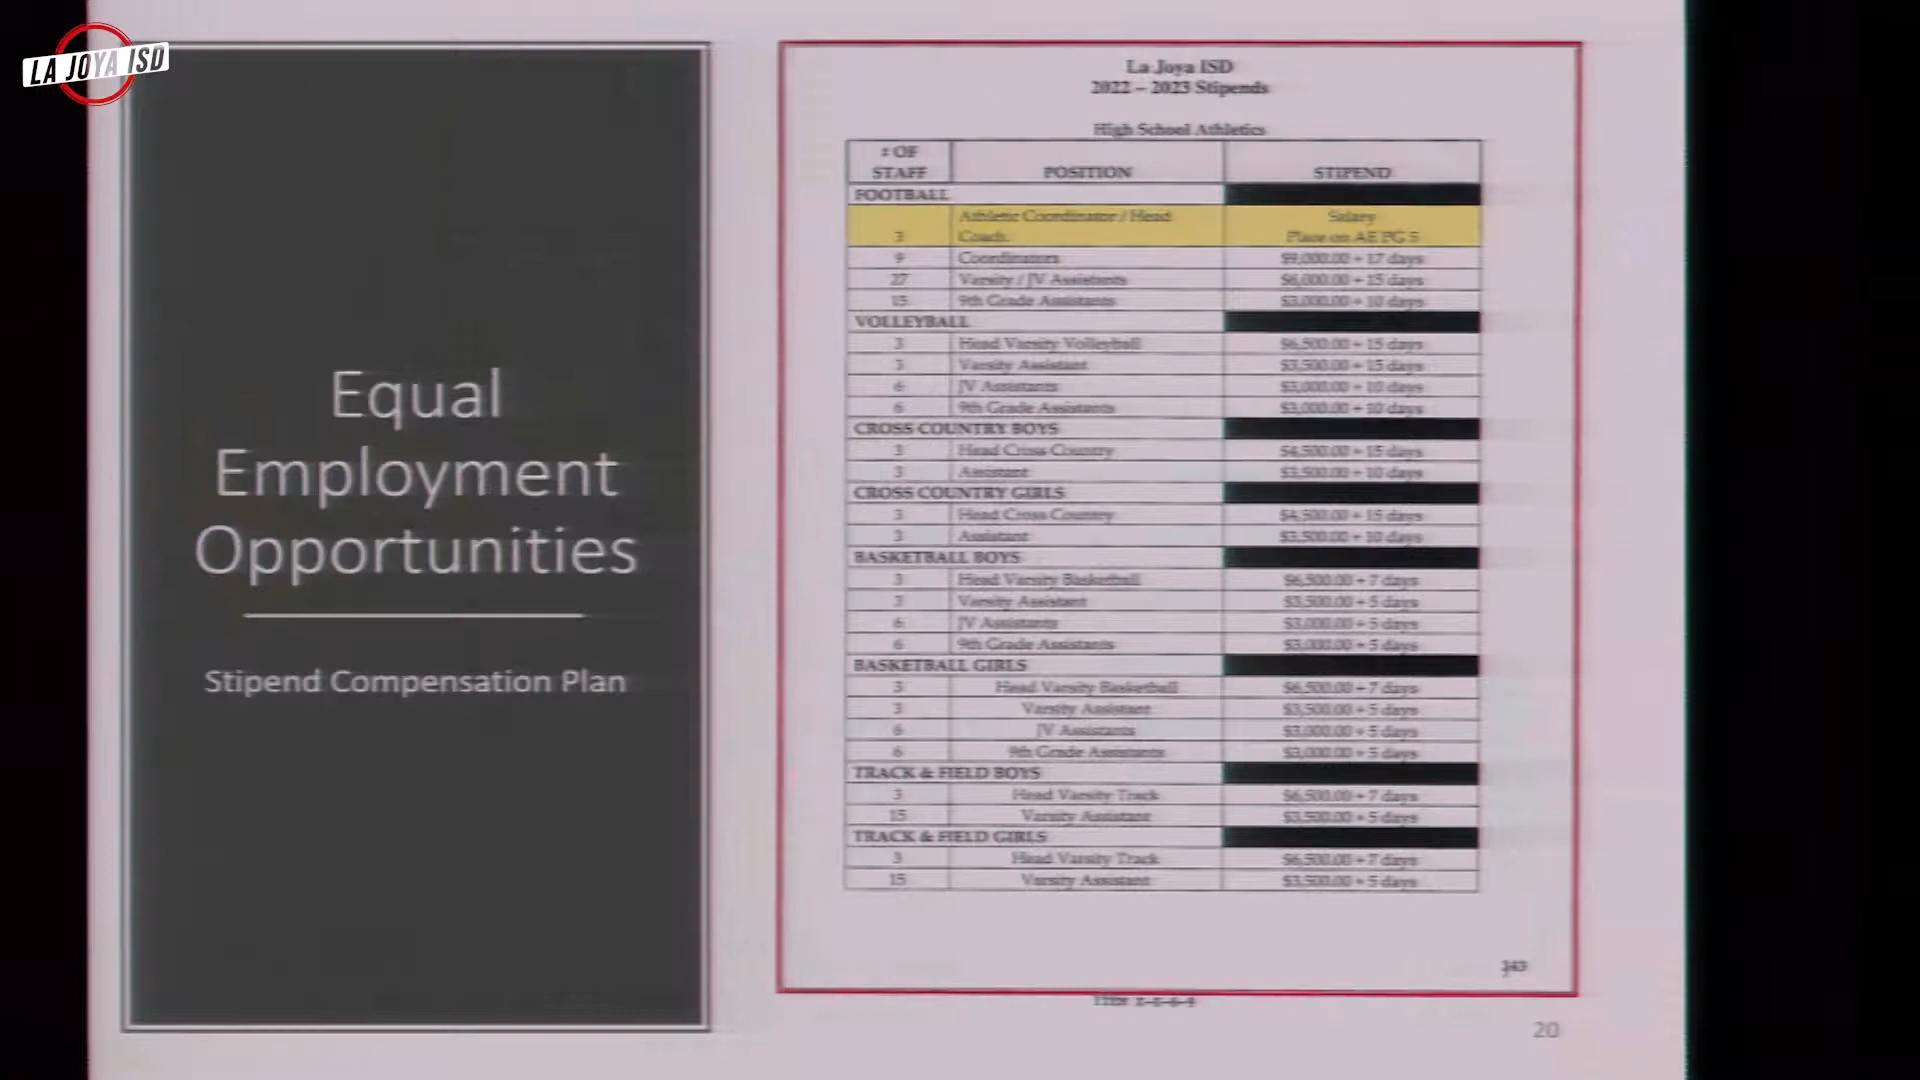 LA JOYA ISD
Equal
Employment
Opportunities
Stipend Compensation Plan
La Joya ISD
2022 – 2023 Stipends
High School Athletics
# OF STAFF POSITION STIPEND
FOOTBALL
3 Athletic Coordinator / Head Coach Salary Place on AE PG 5
9 Coordinators $9,000.00 + 17 days
27 Varsity / JV Assistants $6,000.00 + 15 days
15 9th Grade Assistants $3,000.00 + 10 days
VOLLEYBALL
3 Head Varsity Volleyball $6,500.00 + 15 days
3 Varsity Assistant $3,500.00 + 15 days
6 JV Assistants $3,000.00 + 10 days
6 9th Grade Assistants $3,000.00 + 10 days
CROSS COUNTRY BOYS
3 Head Cross Country $4,500.00 + 15 days
3 Assistant $3,500.00 + 10 days
CROSS COUNTRY GIRLS
3 Head Cross Country $4,500.00 + 15 days
3 Assistant $3,500.00 + 10 days
BASKETBALL BOYS
3 Head Varsity Basketball $6,500.00 + 7 days
3 Varsity Assistant $3,500.00 + 5 days
6 JV Assistants $3,000.00 + 5 days
6 9th Grade Assistants $3,000.00 + 5 days
BASKETBALL GIRLS
3 Head Varsity Basketball $6,500.00 + 7 days
3 Varsity Assistant $3,500.00 + 5 days
6 JV Assistants $3,000.00 + 5 days
6 9th Grade Assistants $3,000.00 + 5 days
TRACK & FIELD BOYS
3 Head Varsity Track $6,500.00 + 7 days
15 Varsity Assistant $3,500.00 + 5 days
TRACK & FIELD GIRLS
3 Head Varsity Track $6,500.00 + 7 days
15 Varsity Assistant $3,500.00 + 5 days
20